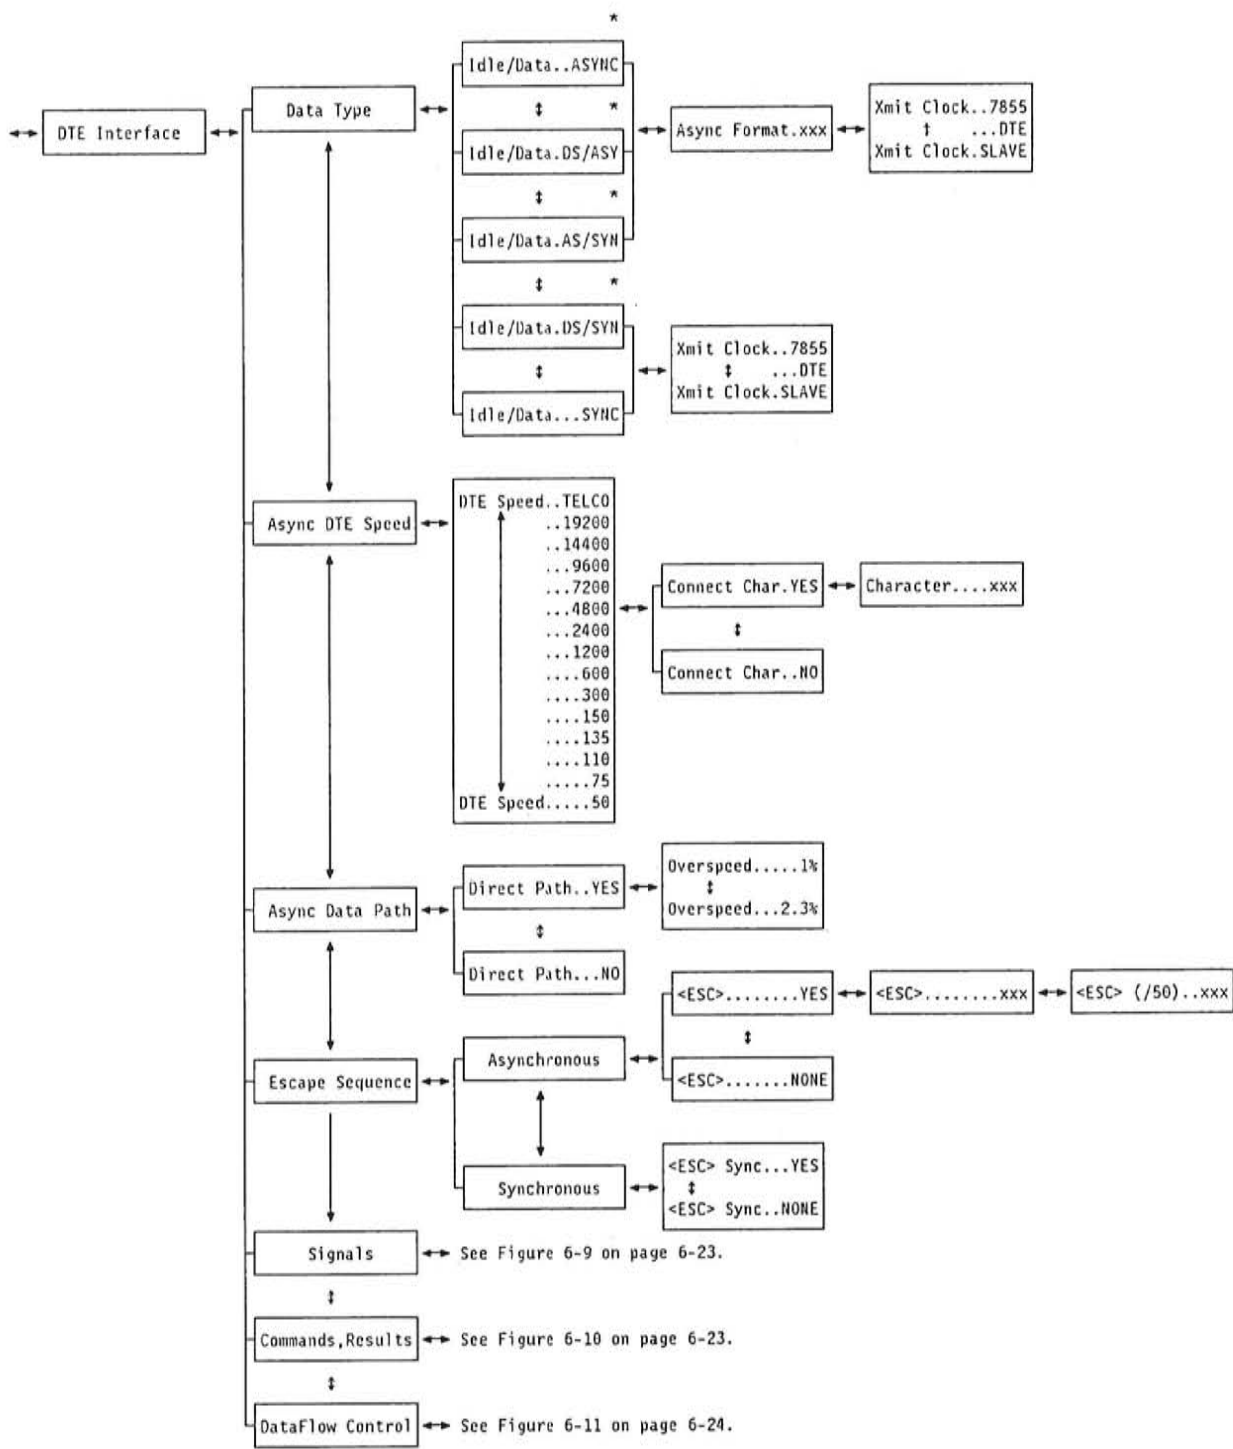 *
Idle/Data..ASYNC
DTE Interface
Data Type
*
Async Format.xxx
Xmit Clock..7855
...DTE
Xmit Clock.SLAVE
Idle/Data.DS/ASY
*
Idle/Data.AS/SYN
*
Idle/Data.DS/SYN
Xmit Clock..7855
...DTE
Xmit Clock.SLAVE
Idle/Data...SYNC
Async DTE Speed
DTE Speed..TELCO
..19200
..14400
...9600
...7200
...4800
...2400
...1200
....600
....300
....150
....135
....110
.....75
DTE Speed.....50
Connect Char.YES
Character....xxx
Connect Char..NO
Async Data Path
Direct Path..YES
Overspeed.....1%
Overspeed...2.3%
Direct Path...NO
Escape Sequence
Asynchronous
<ESC>........YES
<ESC>........xxx
<ESC> (/50)..xxx
<ESC>.......NONE
Synchronous
<ESC> Sync...YES
<ESC> Sync..NONE
Signals
See Figure 6-9 on page 6-23.
Commands,Results
See Figure 6-10 on page 6-23.
DataFlow Control
See Figure 6-11 on page 6-24.